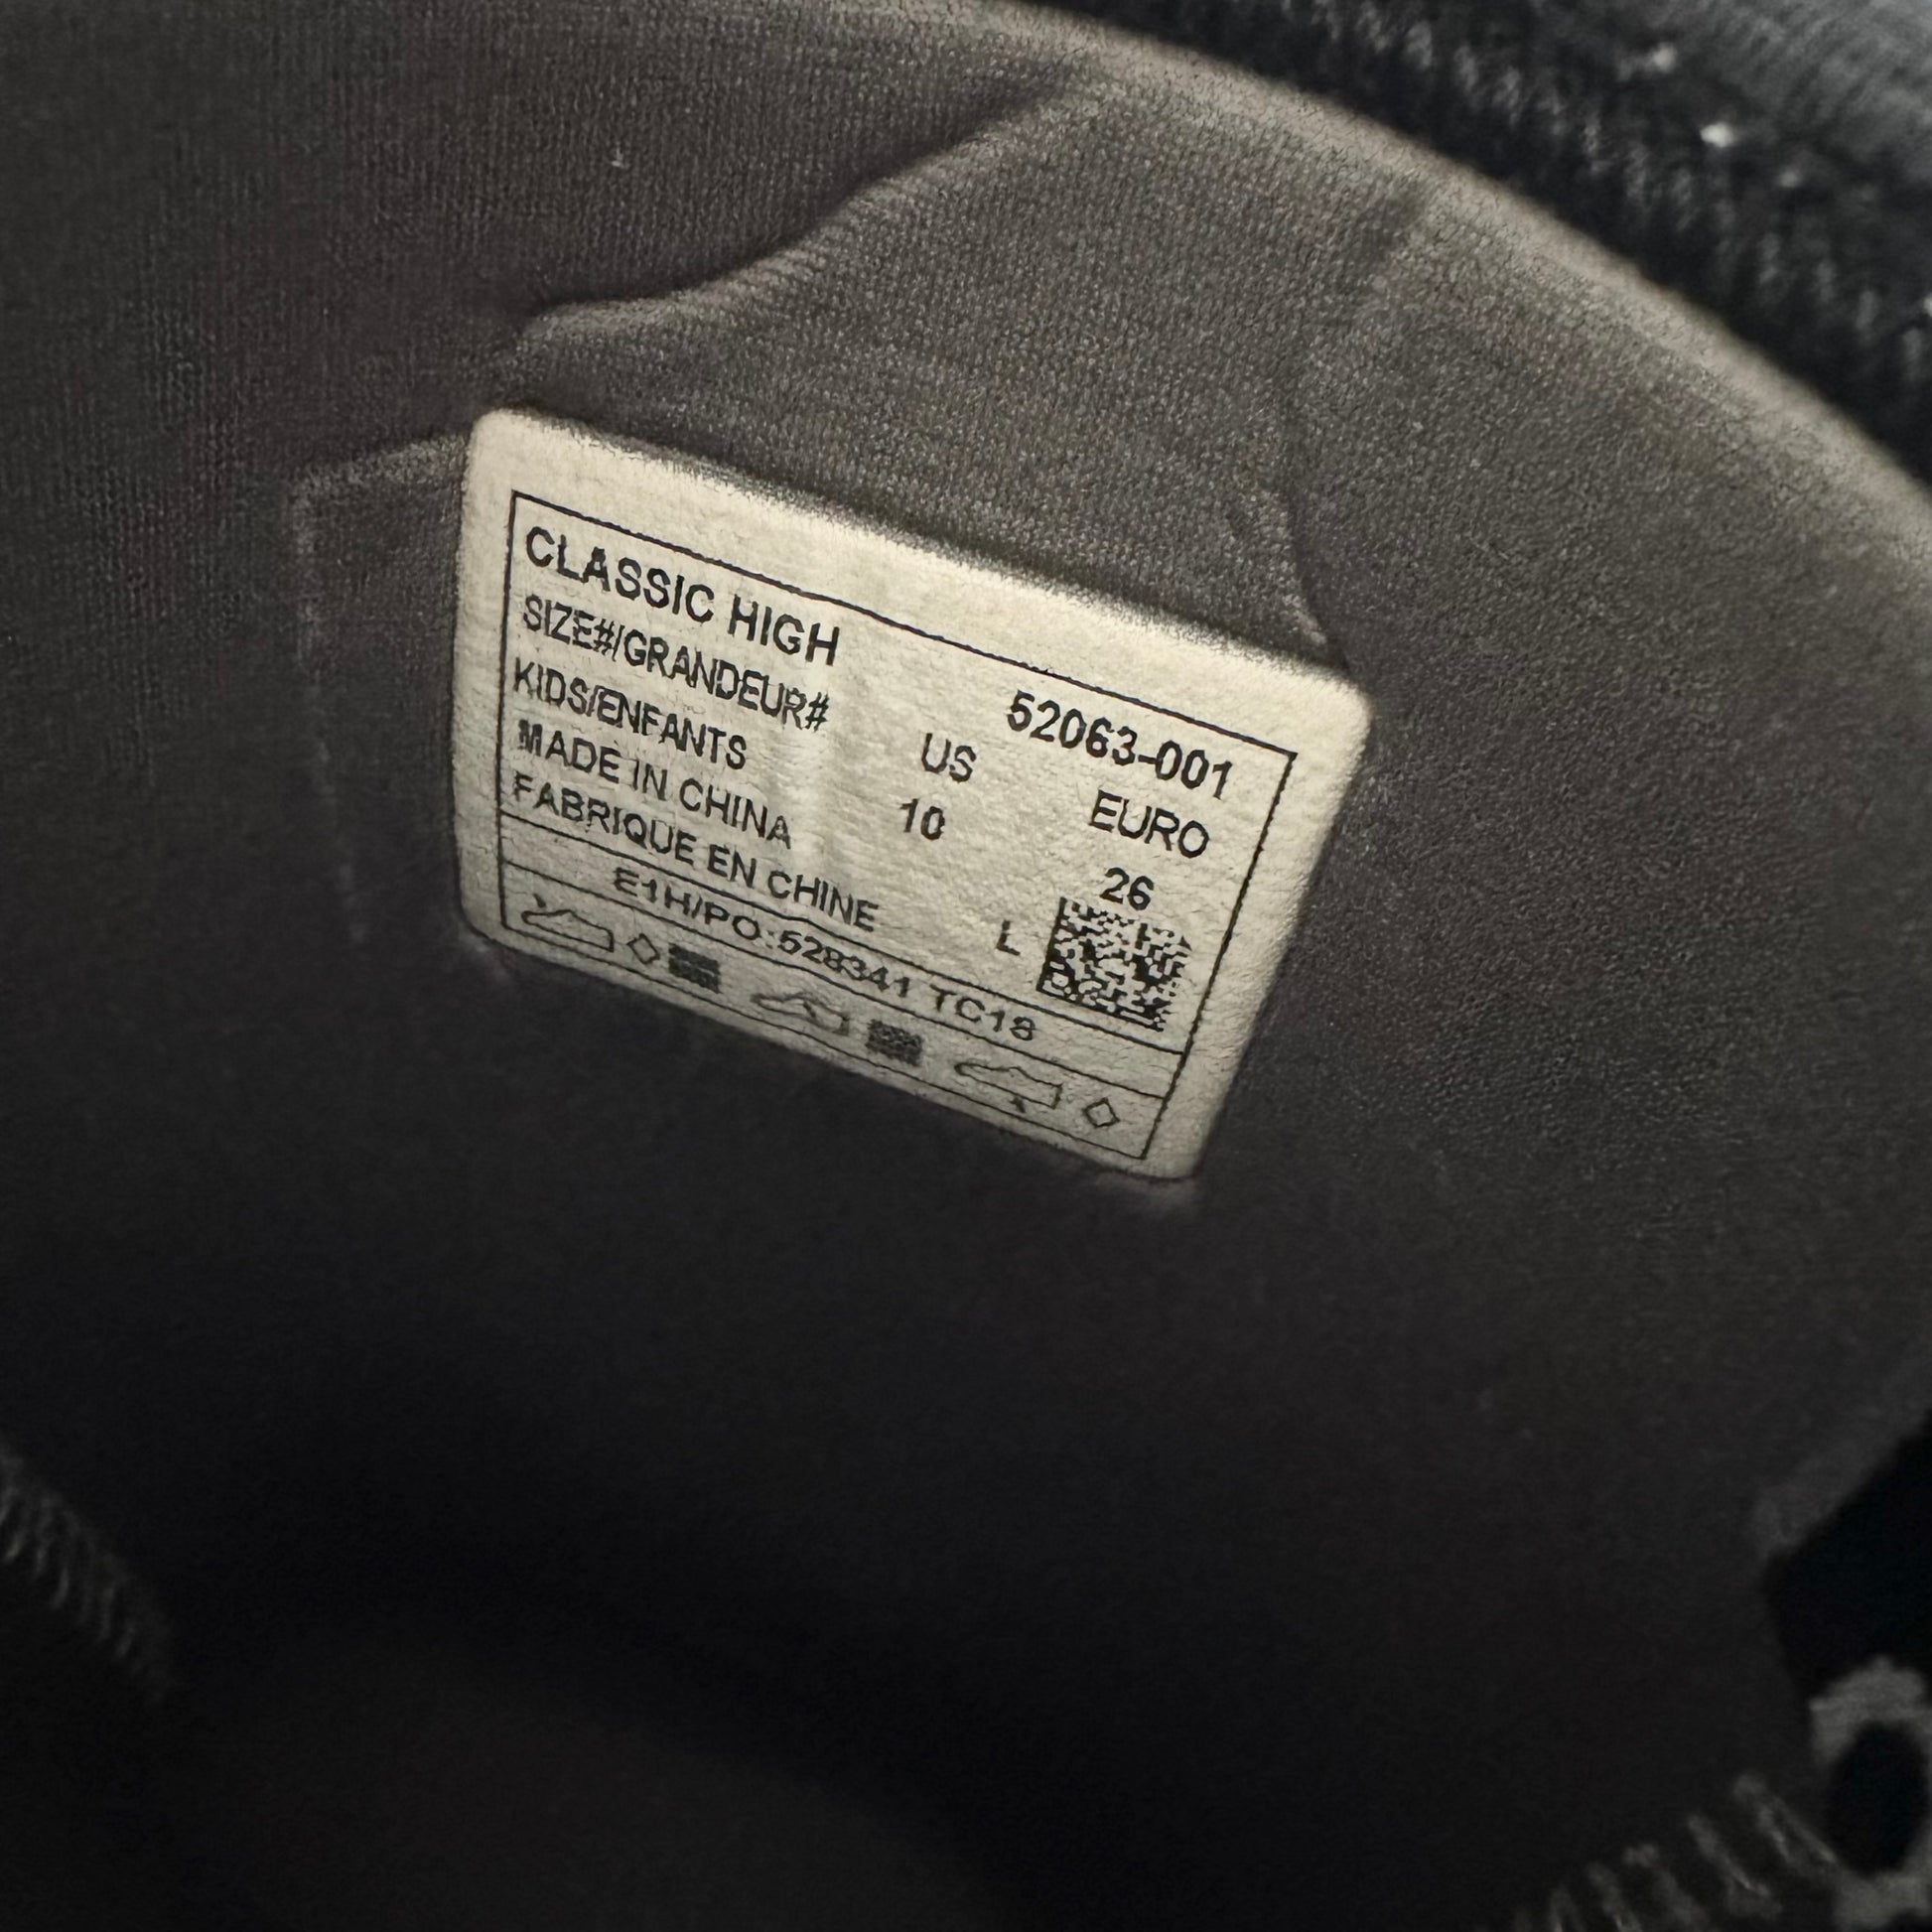 CLASSIC HIGH 52063-001
SIZE#/GRANDEUR# US EURO
KIDS/ENFANTS 10 26
MADE IN CHINA
FABRIQUE EN CHINE L
E1H/PO:528341 TC18